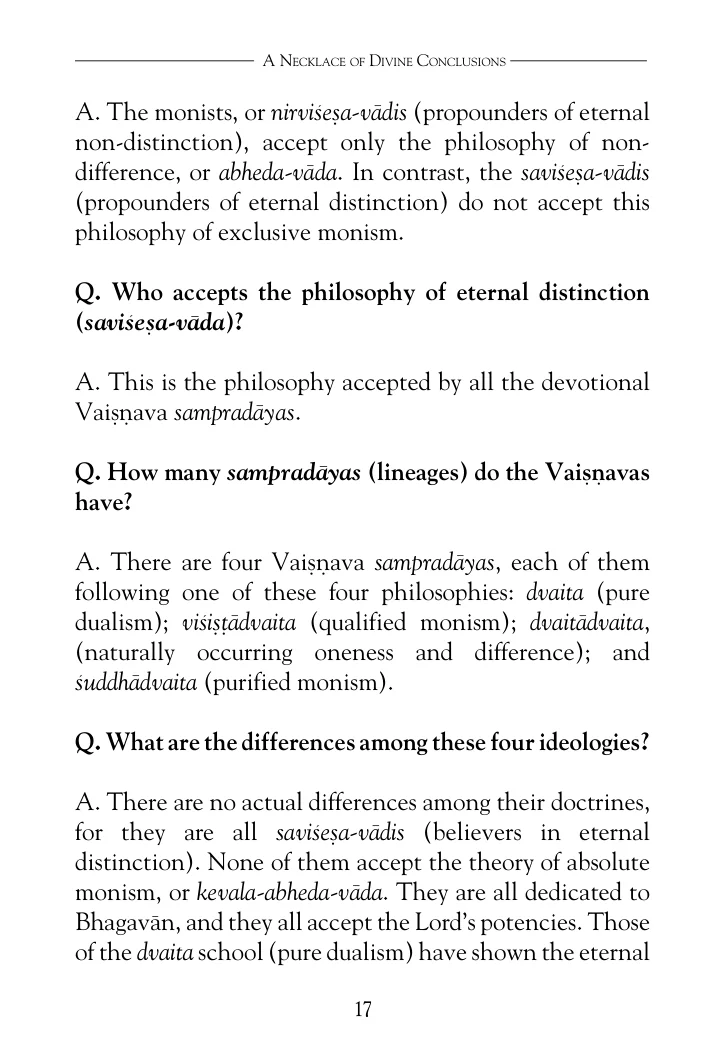 A Necklace of Divine Conclusions
A. The monists, or nirviśeṣa-vādis (propounders of eternal
non-distinction), accept only the philosophy of non-
difference, or abheda-vāda. In contrast, the saviśeṣa-vādis
(propounders of eternal distinction) do not accept this
philosophy of exclusive monism.
Q. Who accepts the philosophy of eternal distinction
(saviśeṣa-vāda)?
A. This is the philosophy accepted by all the devotional
Vaiṣṇava sampradāyas.
Q. How many sampradāyas (lineages) do the Vaiṣṇavas
have?
A. There are four Vaiṣṇava sampradāyas, each of them
following one of these four philosophies: dvaita (pure
dualism); viśiṣṭādvaita (qualified monism); dvaitādvaita,
(naturally occurring oneness and difference); and
śuddhādvaita (purified monism).
Q. What are the differences among these four ideologies?
A. There are no actual differences among their doctrines,
for they are all saviśeṣa-vādis (believers in eternal
distinction). None of them accept the theory of absolute
monism, or kevala-abheda-vāda. They are all dedicated to
Bhagavān, and they all accept the Lord's potencies. Those
of the dvaita school (pure dualism) have shown the eternal
17